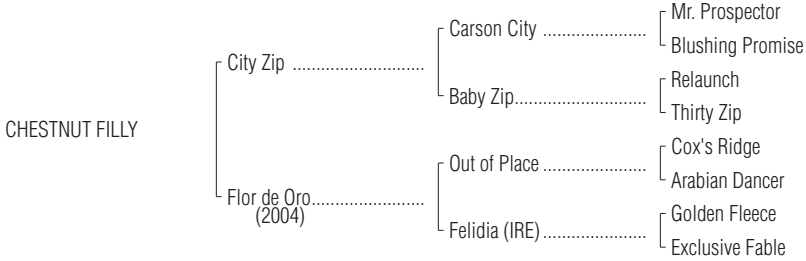 Mr. Prospector
Carson City ......................
Blushing Promise
City Zip ............................
Relaunch
Baby Zip............................
Thirty Zip
CHESTNUT FILLY
Cox's Ridge
Out of Place ......................
Arabian Dancer
Flor de Oro........................
(2004)
Golden Fleece
Felidia (IRE)......................
Exclusive Fable